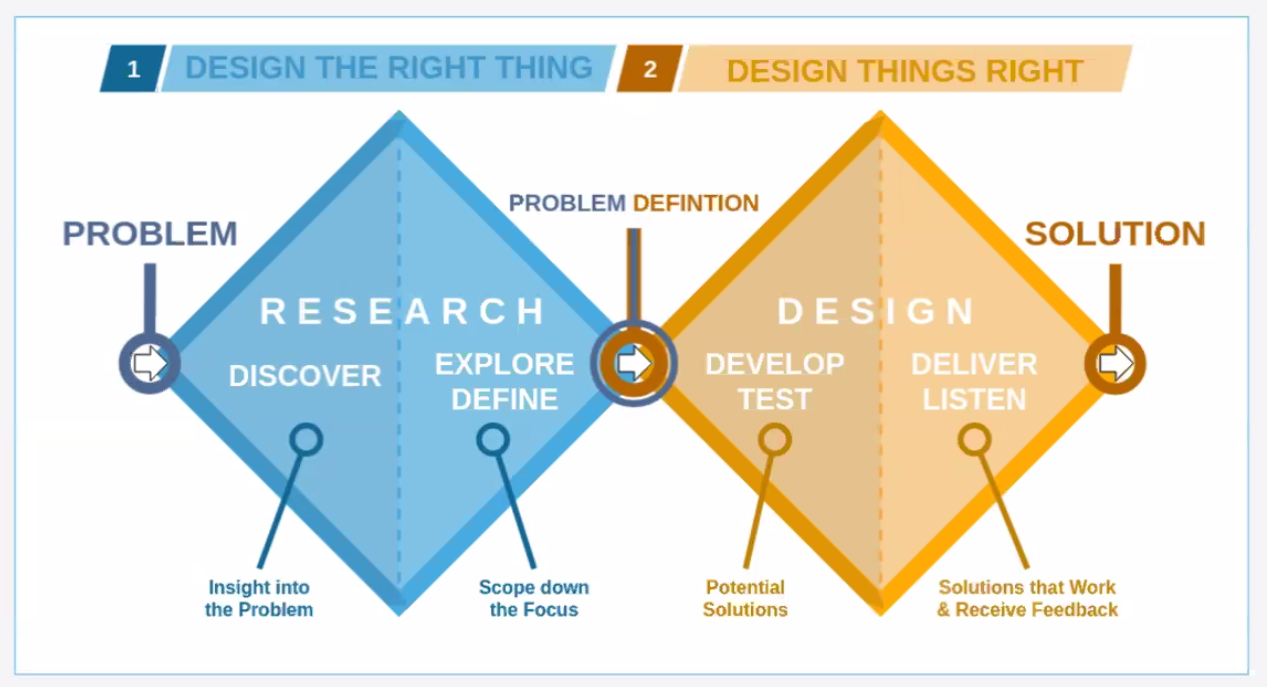 1 DESIGN THE RIGHT THING
2 DESIGN THINGS RIGHT
PROBLEM
PROBLEM DEFINTION
SOLUTION
RESEARCH
DISCOVER
EXPLORE
DEFINE
DESIGN
DEVELOP
TEST
DELIVER
LISTEN
Insight into
the Problem
Scope down
the Focus
Potential
Solutions
Solutions that Work
& Receive Feedback